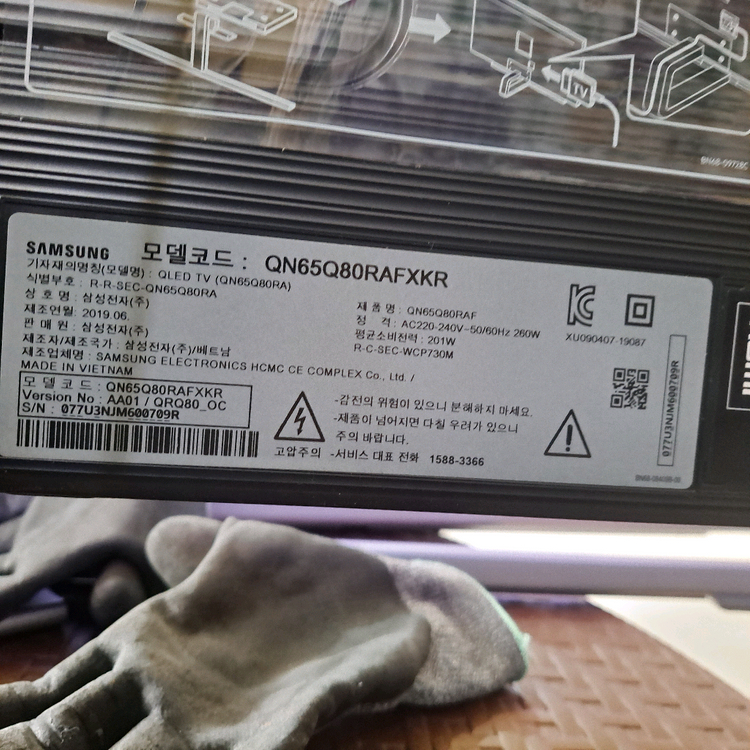 TV
BN68-09728C
SAMSUNG 모델코드 : QN65Q80RAFXKR
기자재의명칭(모델명) : QLED TV (QN65Q80RA)
식별부호 : R-R-SEC-QN65Q80RA
상 호 명 : 삼성전자(주)
제조연월: 2019.06.
판 매 원 : 삼성전자(주)
제조자/제조국가 : 삼성전자(주)/베트남
제조업체명 : SAMSUNG ELECTRONICS HCMC CE COMPLEX Co., Ltd. /
MADE IN VIETNAM
제 품 명 : QN65Q80RAF
정 격 : AC220-240V~50/60Hz 260W
평균소비전력 : 201W
R-C-SEC-WCP730M
XU090407-19087
모 델 코 드 : QN65Q80RAFXKR
Version No : AA01 / QRQ80_OC
S/N : 077U3NJM600709R
-감전의 위험이 있으니 분해하지 마세요.
-제품이 넘어지면 다칠 우려가 있으니
주의 바랍니다.
고압주의 -서비스 대표 전화 1588-3366
077U3NJM600709R